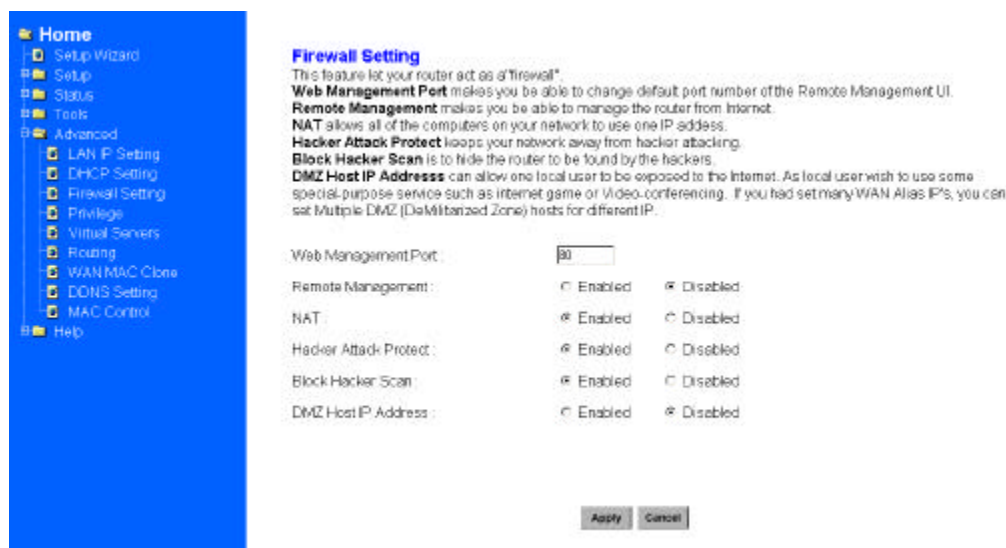 Home
Setup Wizard
Setup
Status
Tools
Advanced
LAN IP Setting
DHCP Setting
Firewall Setting
Privilege
Virtual Servers
Routing
WAN MAC Clone
DDNS Setting
MAC Control
Help
Firewall Setting
This feature let your router act as a"firewall".
Web Management Port makes you be able to change default port number of the Remote Management UI.
Remote Management makes you be able to manage the router from Internet.
NAT allows all of the computers on your network to use one IP addess.
Hacker Attack Protect keeps your network away from hacker attacking.
Block Hacker Scan is to hide the router to be found by the hackers.
DMZ Host IP Addresss can allow one local user to be exposed to the Internet. As local user wish to use some
special-purpose service such as internet game or Video-conferencing. If you had set many WAN Alias IP's, you can
set Multiple DMZ (DeMilitarized Zone) hosts for different IP.
Web Management Port : 80
Remote Management : Enabled Disabled
NAT : Enabled Disabled
Hacker Attack Protect : Enabled Disabled
Block Hacker Scan : Enabled Disabled
DMZ Host IP Address : Enabled Disabled
Apply Cancel